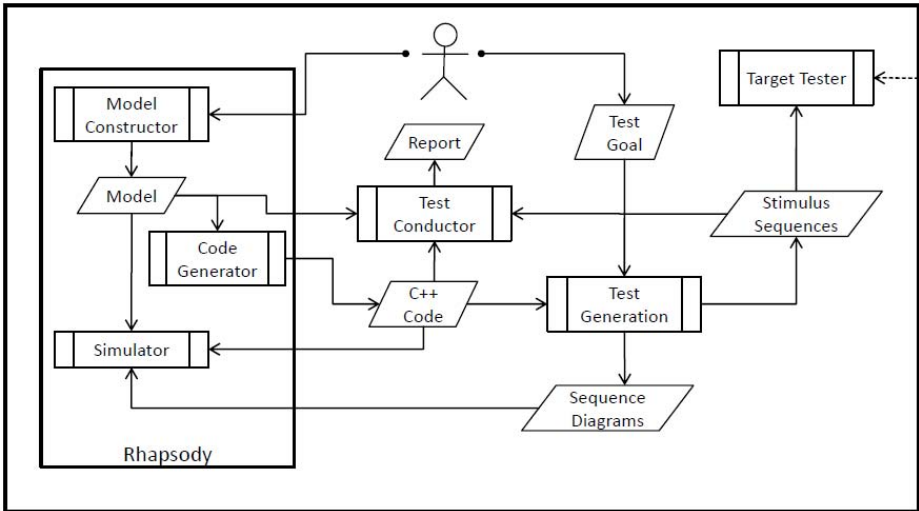 Model
Constructor
Target Tester
Test
Goal
Report
Model
Test
Conductor
Stimulus
Sequences
Code
Generator
C++
Code
Test
Generation
Simulator
Sequence
Diagrams
Rhapsody